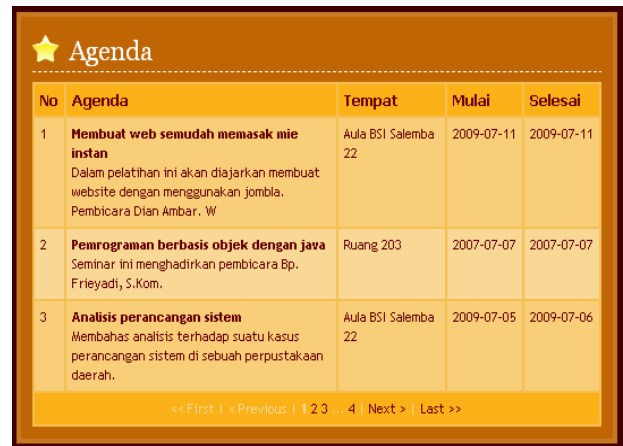 Agenda
No Agenda Tempat Mulai Selesai
1 Membuat web semudah memasak mie Aula BSI Salemba 2009-07-11 2009-07-11
instan 22
Dalam pelatihan ini akan diajarkan membuat
website dengan menggunakan jombla.
Pembicara Dian Ambar. W
2 Pemrograman berbasis objek dengan java Ruang 203 2007-07-07 2007-07-07
Seminar ini menghadirkan pembicara Bp.
Frieyadi, S.Kom.
3 Analisis perancangan sistem Aula BSI Salemba 2009-07-05 2009-07-06
Membahas analisis terhadap suatu kasus 22
perancangan sistem di sebuah perpustakaan
daerah.
<< First | < Previous | 1 2 3 ... 4 | Next > | Last >>